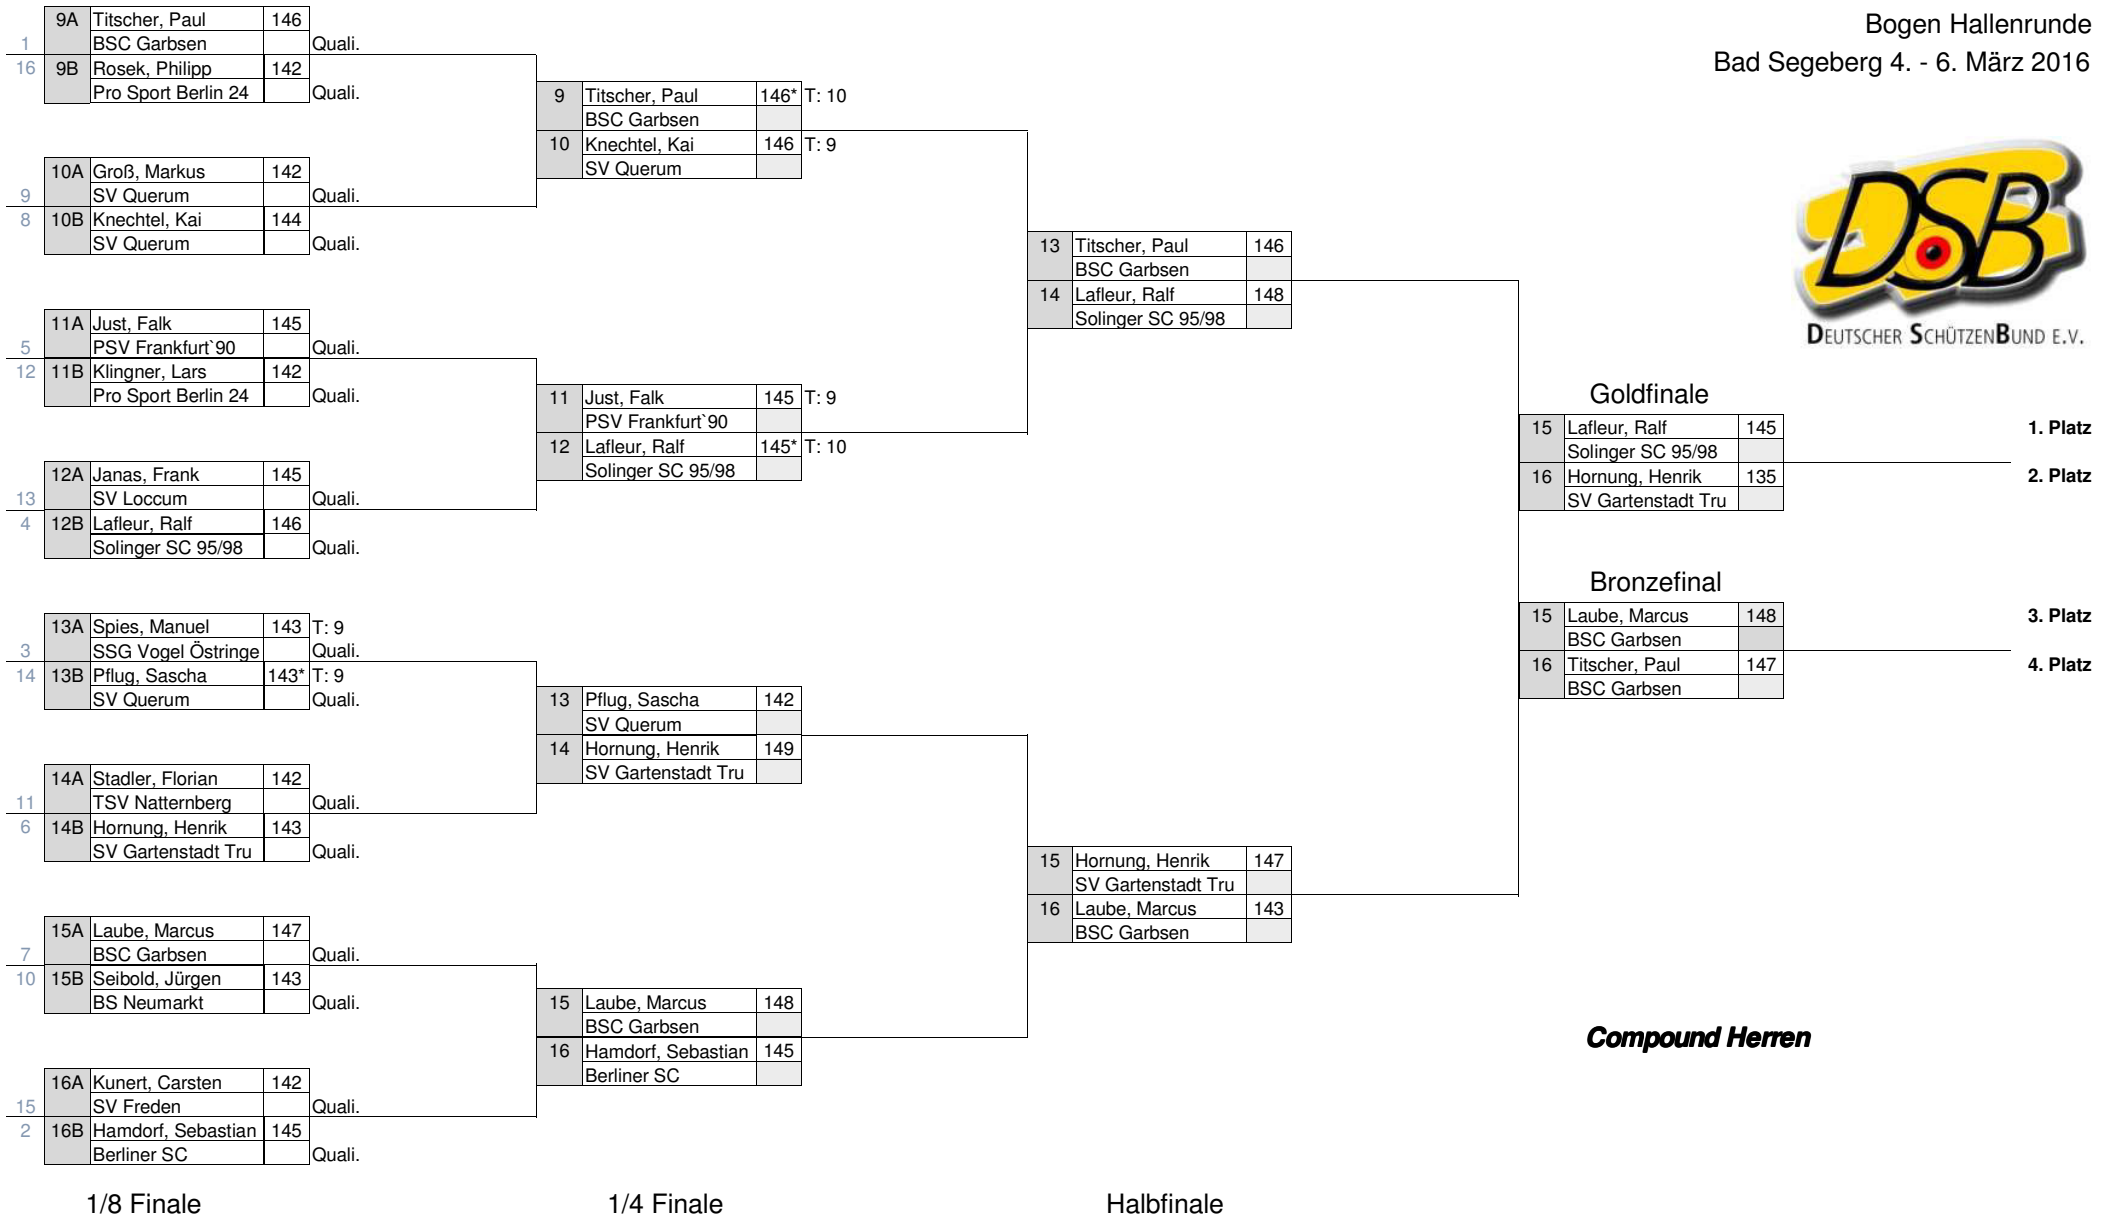 Bogen Hallenrunde
Bad Segeberg 4. - 6. März 2016
DSB
DEUTSCHER SCHÜTZENBUND E.V.
9A Titscher, Paul 146
1 BSC Garbsen Quali.
16 9B Rosek, Philipp 142
Pro Sport Berlin 24 Quali.
10A Groß, Markus 142
9 SV Querum Quali.
8 10B Knechtel, Kai 144
SV Querum Quali.
11A Just, Falk 145
5 PSV Frankfurt`90 Quali.
12 11B Klingner, Lars 142
Pro Sport Berlin 24 Quali.
12A Janas, Frank 145
13 SV Loccum Quali.
4 12B Lafleur, Ralf 146
Solinger SC 95/98 Quali.
13A Spies, Manuel 143 T: 9
3 SSG Vogel Östringe Quali.
14 13B Pflug, Sascha 143* T: 9
SV Querum Quali.
14A Stadler, Florian 142
11 TSV Natternberg Quali.
6 14B Hornung, Henrik 143
SV Gartenstadt Tru Quali.
15A Laube, Marcus 147
7 BSC Garbsen Quali.
10 15B Seibold, Jürgen 143
BS Neumarkt Quali.
16A Kunert, Carsten 142
15 SV Freden Quali.
2 16B Hamdorf, Sebastian 145
Berliner SC Quali.
1/8 Finale
9 Titscher, Paul 146* T: 10
BSC Garbsen
10 Knechtel, Kai 146 T: 9
SV Querum
11 Just, Falk 145 T: 9
PSV Frankfurt`90
12 Lafleur, Ralf 145* T: 10
Solinger SC 95/98
13 Pflug, Sascha 142
SV Querum
14 Hornung, Henrik 149
SV Gartenstadt Tru
15 Laube, Marcus 148
BSC Garbsen
16 Hamdorf, Sebastian 145
Berliner SC
1/4 Finale
13 Titscher, Paul 146
BSC Garbsen
14 Lafleur, Ralf 148
Solinger SC 95/98
15 Hornung, Henrik 147
SV Gartenstadt Tru
16 Laube, Marcus 143
BSC Garbsen
Halbfinale
Goldfinale
15 Lafleur, Ralf 145 1. Platz
Solinger SC 95/98
16 Hornung, Henrik 135 2. Platz
SV Gartenstadt Tru
Bronzefinal
15 Laube, Marcus 148 3. Platz
BSC Garbsen
16 Titscher, Paul 147 4. Platz
BSC Garbsen
Compound Herren